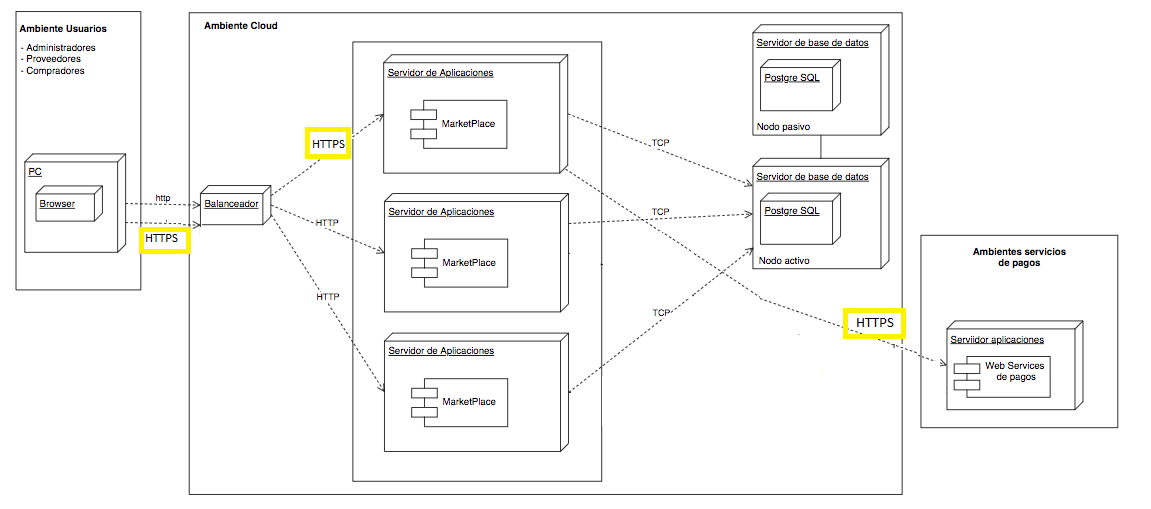 Ambiente Usuarios
- Administradores
- Proveedores
- Compradores
PC
Browser
http
HTTPS
Ambiente Cloud
Balanceador
HTTPS
HTTP
HTTP
Servidor de Aplicaciones
MarketPlace
Servidor de Aplicaciones
MarketPlace
Servidor de Aplicaciones
MarketPlace
TCP
TCP
TCP
Servidor de base de datos
Postgre SQL
Nodo pasivo
Servidor de base de datos
Postgre SQL
Nodo activo
HTTPS
Ambientes servicios
de pagos
Serviidor aplicaciones
Web Services
de pagos